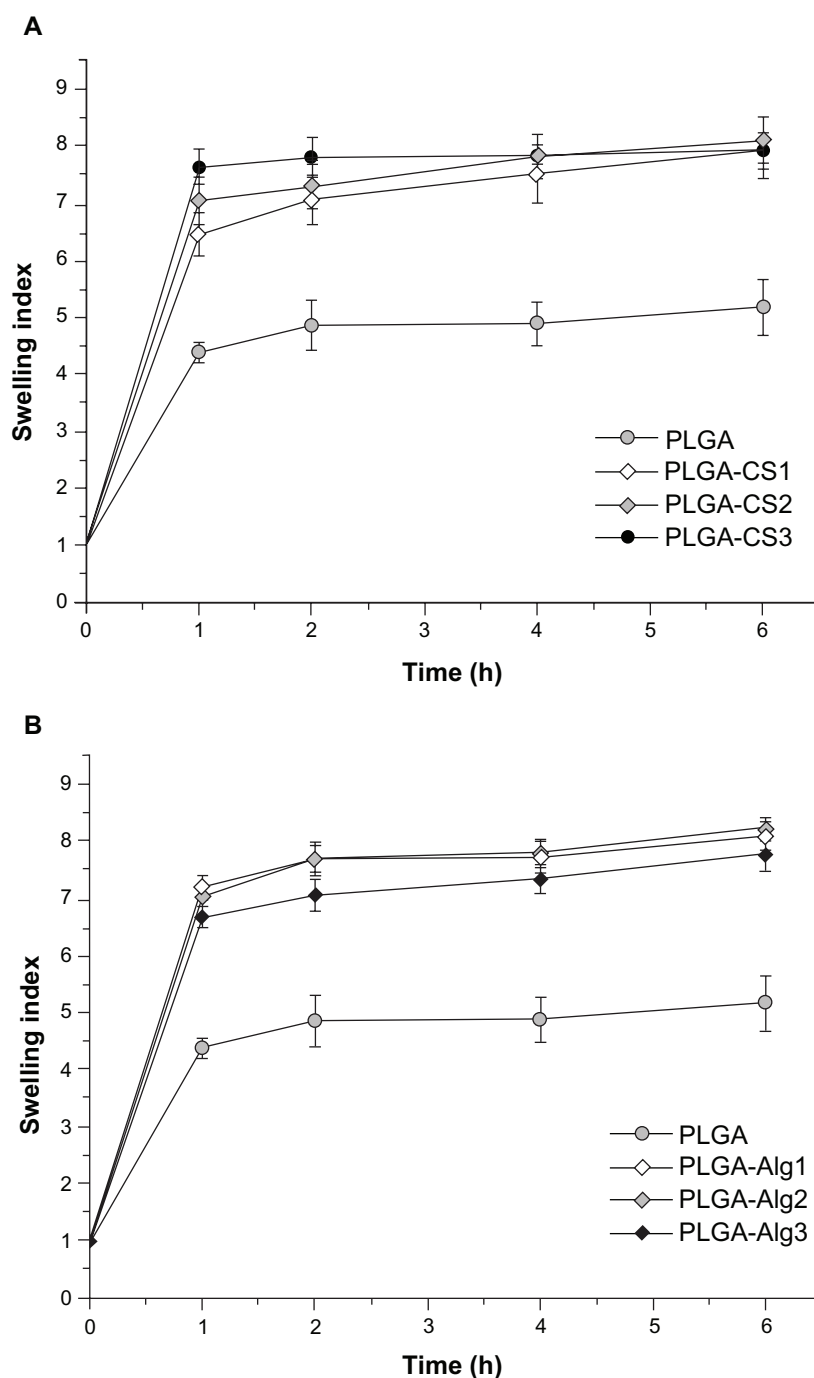 A
9
8
7
6
5
4
3
2
1
0
Swelling index
PLGA
PLGA-CS1
PLGA-CS2
PLGA-CS3
0 1 2 3 4 5 6
Time (h)
B
9
8
7
6
5
4
3
2
1
0
Swelling index
PLGA
PLGA-Alg1
PLGA-Alg2
PLGA-Alg3
0 1 2 3 4 5 6
Time (h)